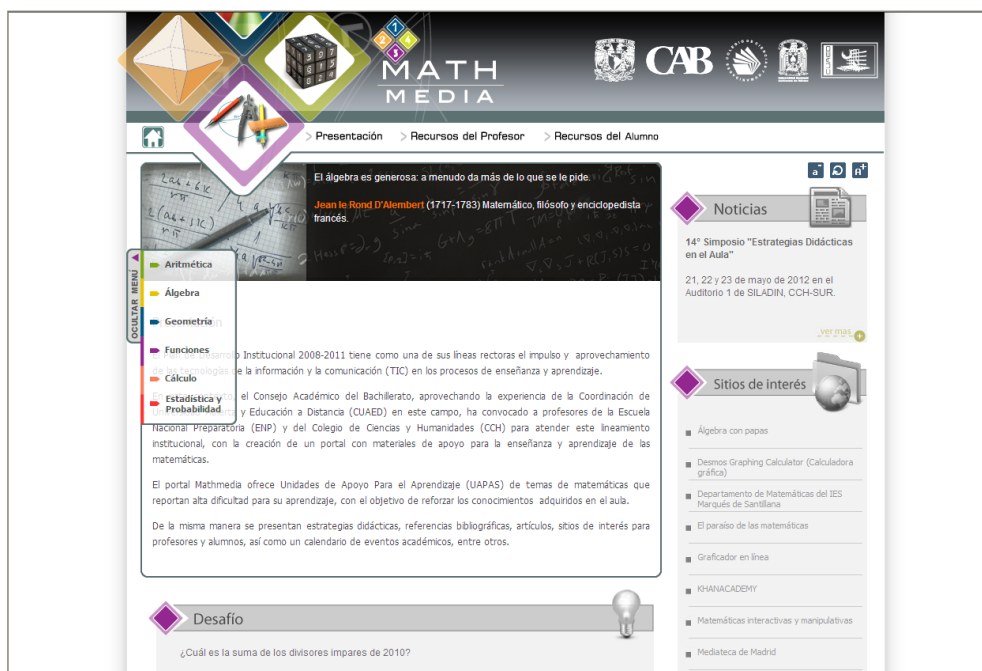 MATH
MEDIA
CAB
> Presentación > Recursos del Profesor > Recursos del Alumno
El álgebra es generosa: a menudo da más de lo que se le pide.
Jean le Rond D'Alembert (1717-1783) Matemático, filósofo y enciclopedista
francés.
OCULTAR MENÚ
Aritmética
Álgebra
Geometría
Funciones
Cálculo
Estadística y
Probabilidad
Institucional 2008-2011 tiene como una de sus líneas rectoras el impulso y aprovechamiento
de la información y la comunicación (TIC) en los procesos de enseñanza y aprendizaje.
el Consejo Académico del Bachillerato, aprovechando la experiencia de la Coordinación de
y Educación a Distancia (CUAED) en este campo, ha convocado a profesores de la Escuela
Nacional Preparatoria (ENP) y del Colegio de Ciencias y Humanidades (CCH) para atender este lineamiento
institucional, con la creación de un portal con materiales de apoyo para la enseñanza y aprendizaje de las
matemáticas.
El portal Mathmedia ofrece Unidades de Apoyo Para el Aprendizaje (UAPAS) de temas de matemáticas que
reportan alta dificultad para su aprendizaje, con el objetivo de reforzar los conocimientos adquiridos en el aula.
De la misma manera se presentan estrategias didácticas, referencias bibliográficas, artículos, sitios de interés para
profesores y alumnos, así como un calendario de eventos académicos, entre otros.
Desafío
¿Cuál es la suma de los divisores impares de 2010?
Noticias
14° Simposio "Estrategias Didácticas
en el Aula"
21, 22 y 23 de mayo de 2012 en el
Auditorio 1 de SILADIN, CCH-SUR.
ver mas
Sitios de interés
Álgebra con papas
Desmos Graphing Calculator (Calculadora
gráfica)
Departamento de Matemáticas del IES
Marqués de Santillana
El paraíso de las matemáticas
Graficador en línea
KHANACADEMY
Matemáticas interactivas y manipulativas
Mediateca de Madrid